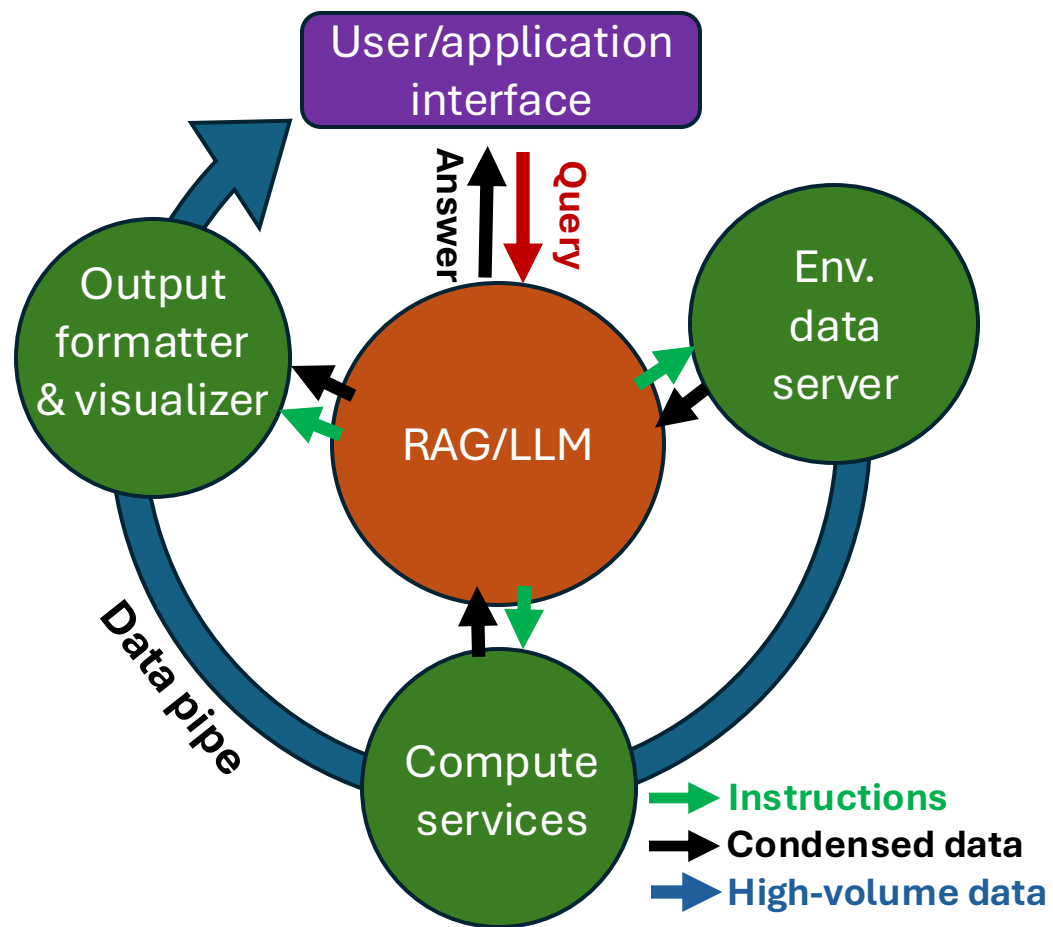 User/application
interface
Answer
Query
Output
formatter
& visualizer
Env.
data
server
RAG/LLM
Data pipe
Compute
services
Instructions
Condensed data
High-volume data